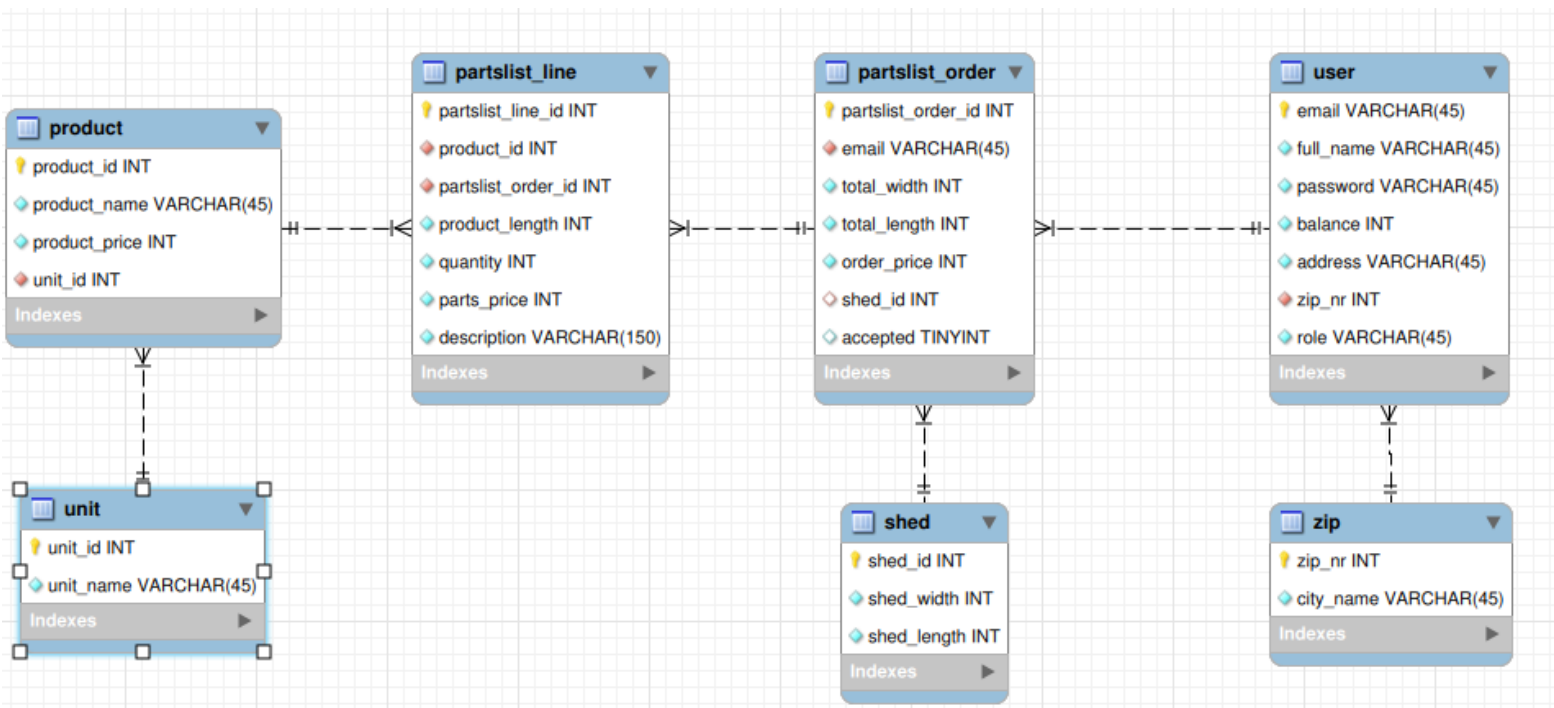 product
product_id INT
product_name VARCHAR(45)
product_price INT
unit_id INT
Indexes
unit
unit_id INT
unit_name VARCHAR(45)
Indexes
partslist_line
partslist_line_id INT
product_id INT
partslist_order_id INT
product_length INT
quantity INT
parts_price INT
description VARCHAR(150)
Indexes
partslist_order
partslist_order_id INT
email VARCHAR(45)
total_width INT
total_length INT
order_price INT
shed_id INT
accepted TINYINT
Indexes
shed
shed_id INT
shed_width INT
shed_length INT
Indexes
user
email VARCHAR(45)
full_name VARCHAR(45)
password VARCHAR(45)
balance INT
address VARCHAR(45)
zip_nr INT
role VARCHAR(45)
Indexes
zip
zip_nr INT
city_name VARCHAR(45)
Indexes